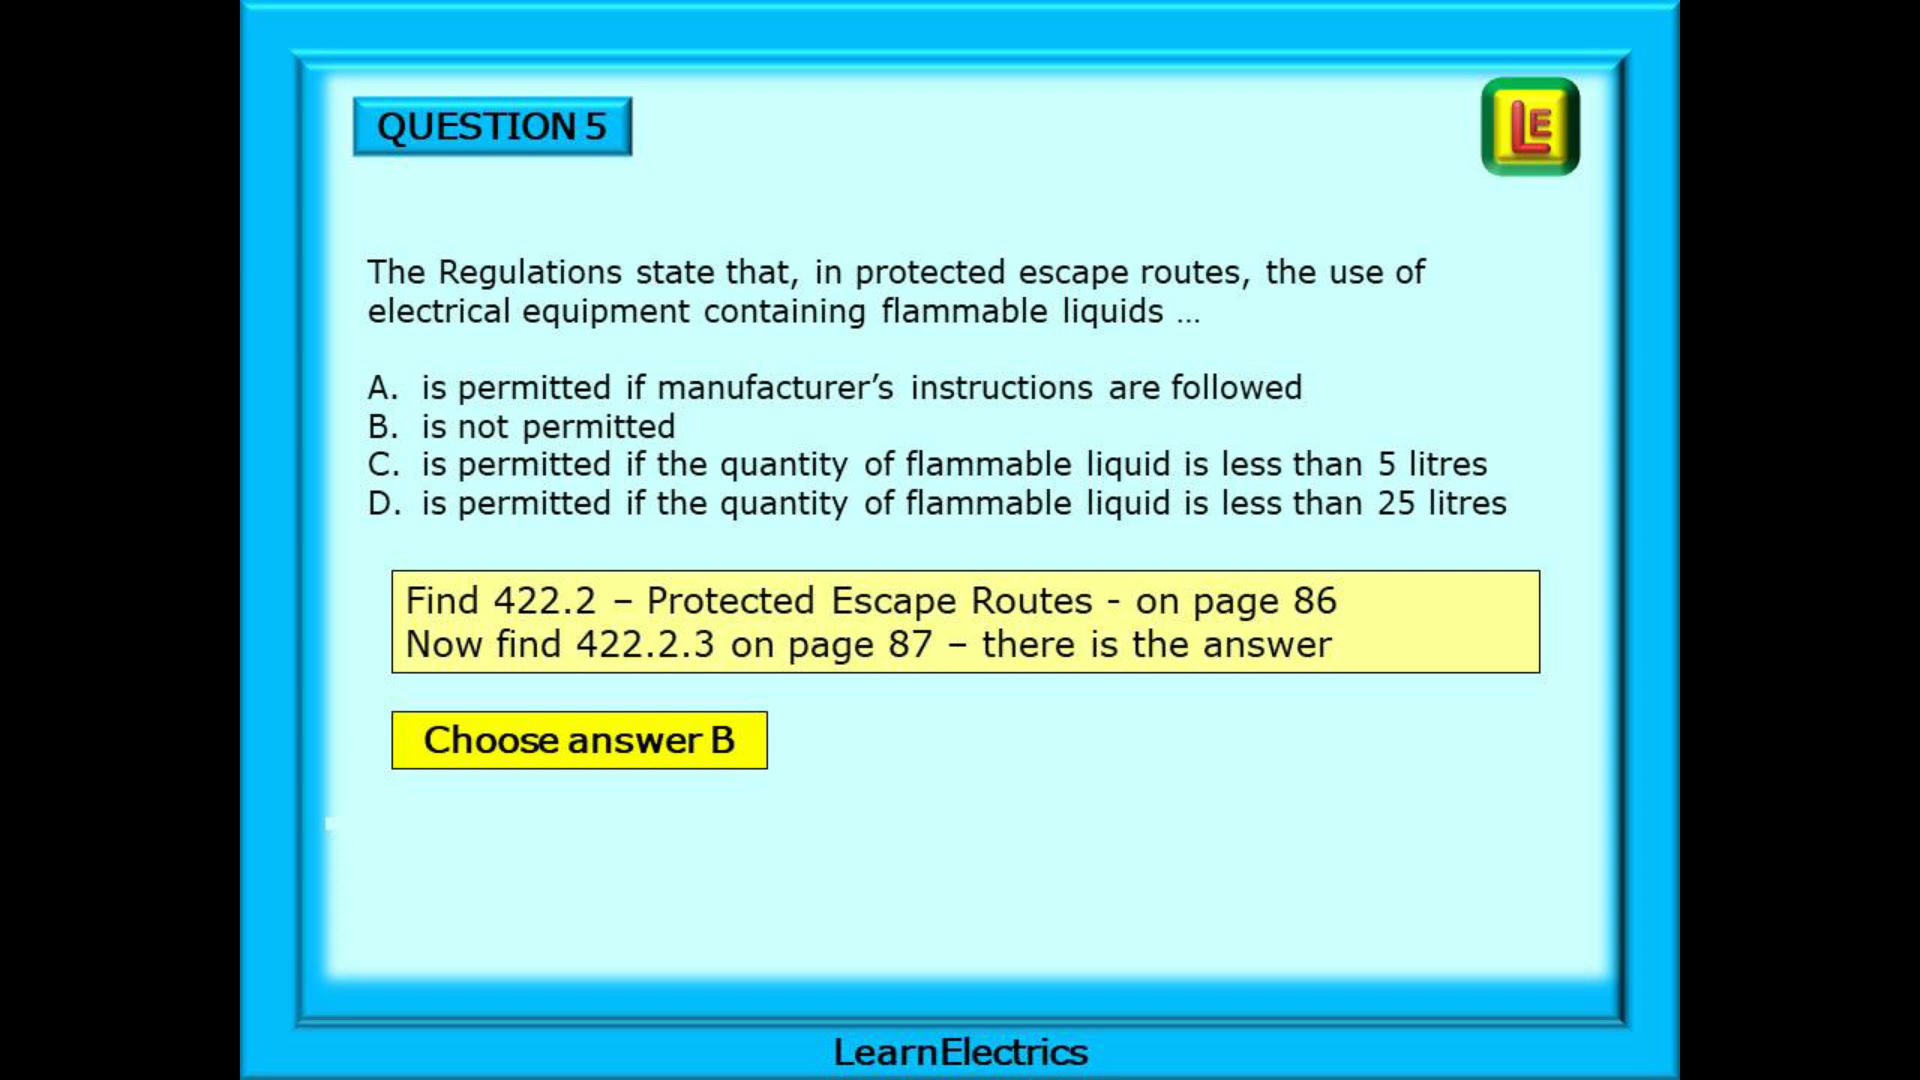 QUESTION 5
LE
The Regulations state that, in protected escape routes, the use of
electrical equipment containing flammable liquids ...
A. is permitted if manufacturer’s instructions are followed
B. is not permitted
C. is permitted if the quantity of flammable liquid is less than 5 litres
D. is permitted if the quantity of flammable liquid is less than 25 litres
Find 422.2 – Protected Escape Routes - on page 86
Now find 422.2.3 on page 87 – there is the answer
Choose answer B
LearnElectrics